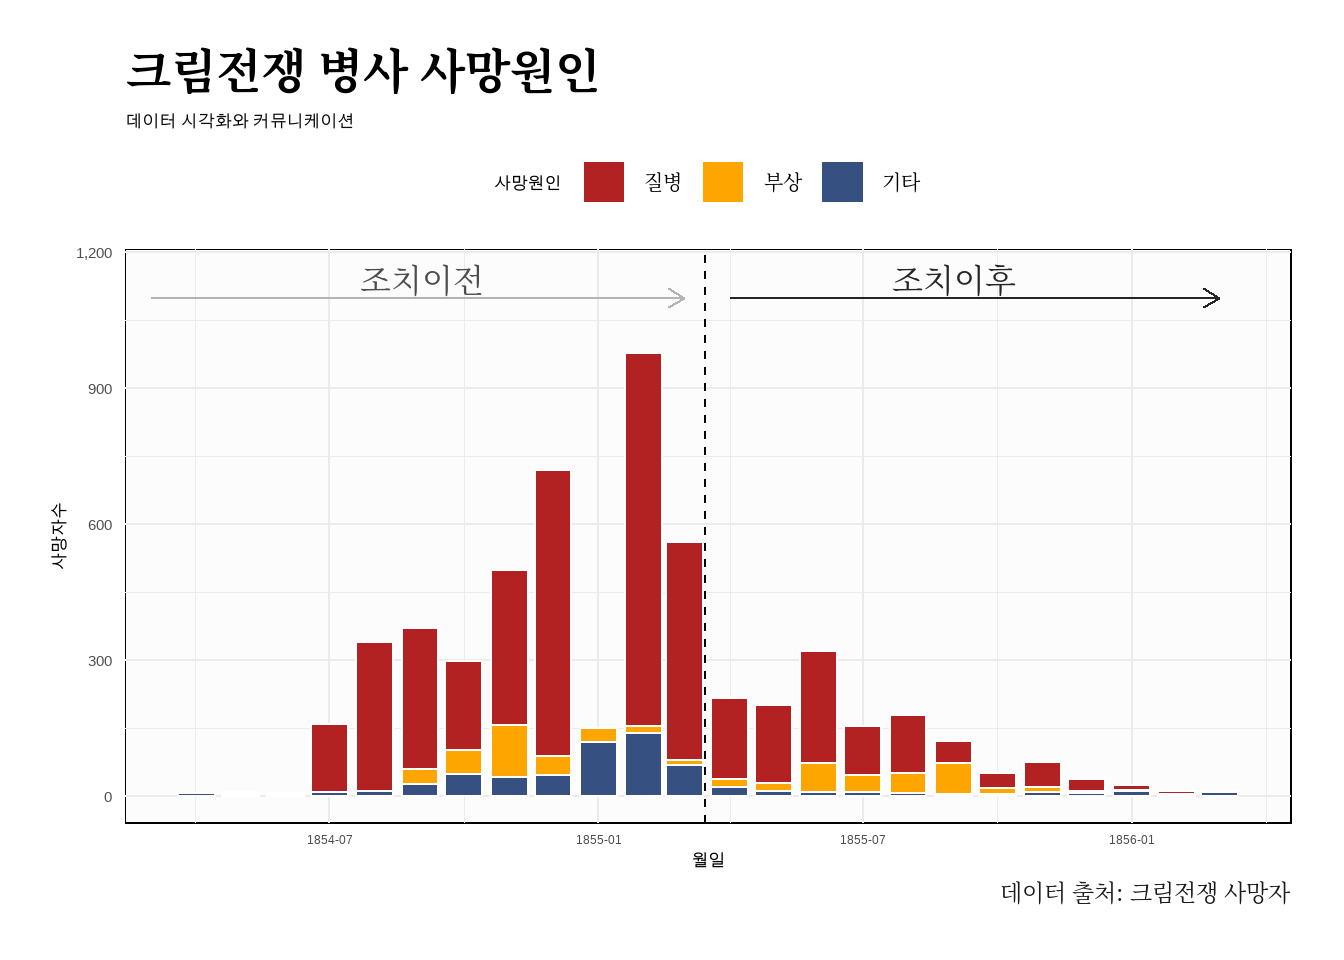 크림전쟁 병사 사망원인
데이터 시각화와 커뮤니케이션
사망원인 질병 부상 기타
조치이전 조치이후
1,200
900
600
300
0
사망자수
1854-07 1855-01 1855-07 1856-01
월일
데이터 출처: 크림전쟁 사망자